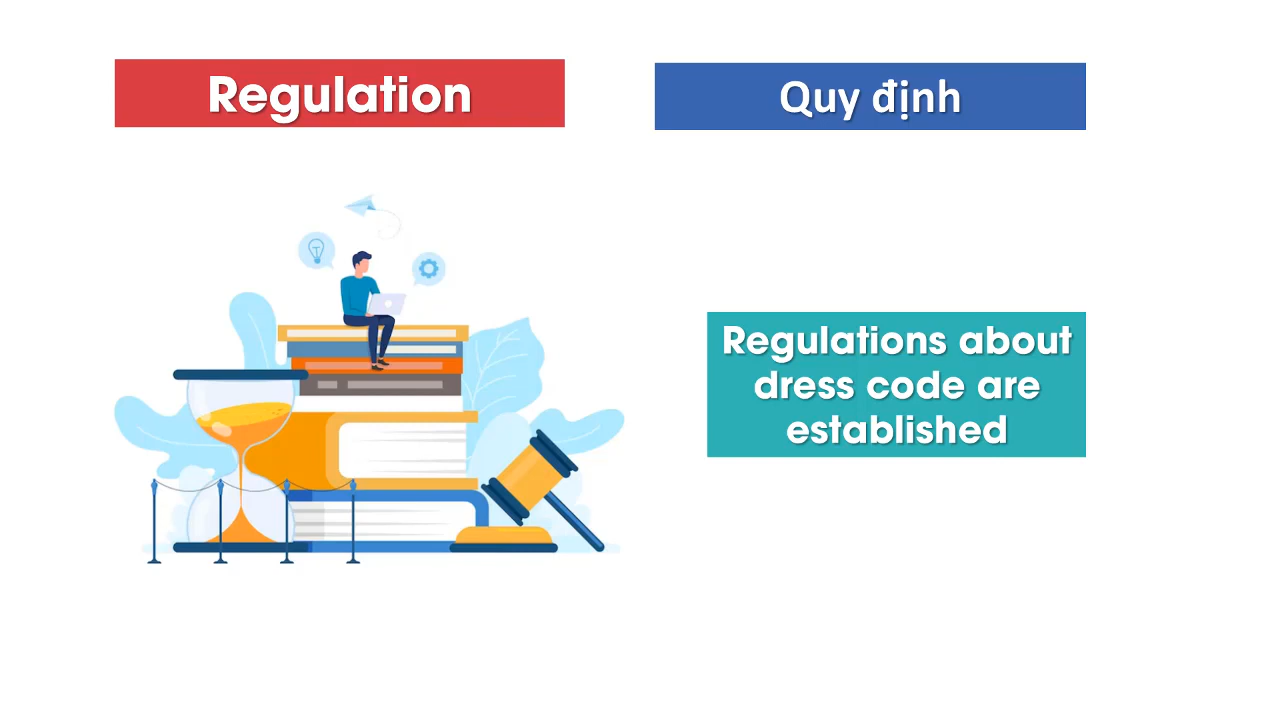 Regulation
Quy định
Regulations about
dress code are
established